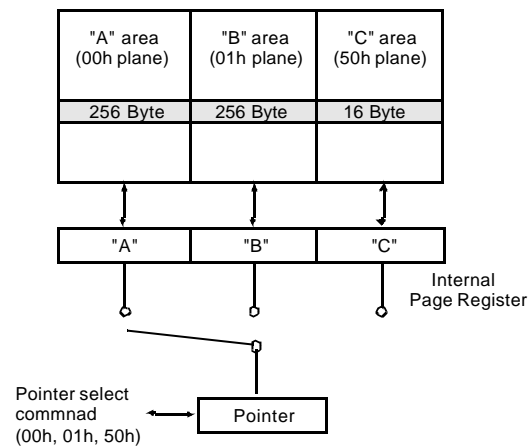 "A" area
(00h plane)
"B" area
(01h plane)
"C" area
(50h plane)
256 Byte
256 Byte
16 Byte
"A"
"B"
"C"
Internal
Page Register
Pointer select
commnad
(00h, 01h, 50h)
Pointer